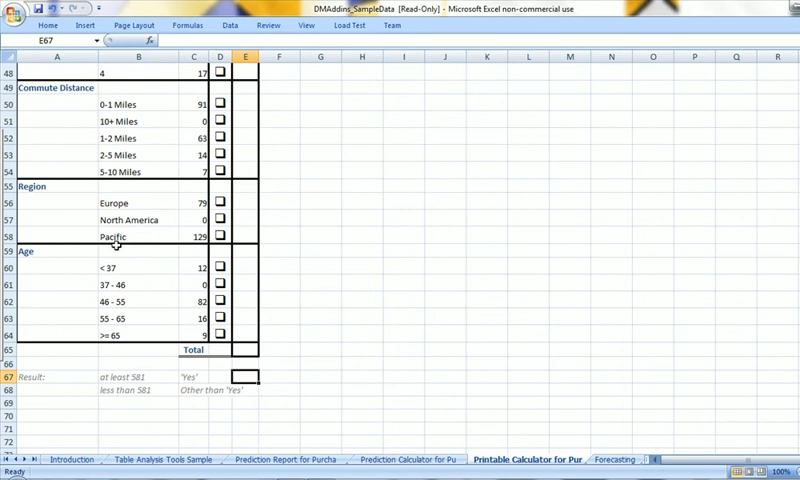 DMAddins_SampleData [Read-Only] - Microsoft Excel non-commercial use
Home Insert Page Layout Formulas Data Review View Load Test Team
E67 fx
A B C D E F G H I J K L M N O P Q R
48 4 17
49 Commute Distance
50 0-1 Miles 91
51 10+ Miles 0
52 1-2 Miles 63
53 2-5 Miles 14
54 5-10 Miles 7
55 Region
56 Europe 79
57 North America 0
58 Pacific 129
59 Age
60 < 37 12
61 37 - 46 0
62 46 - 55 82
63 55 - 65 16
64 >= 65 9
65 Total
66
67 Result: at least 581 'Yes'
68 less than 581 Other than 'Yes'
69
70
71
72
Introduction Table Analysis Tools Sample Prediction Report for Purcha Prediction Calculator for Pu Printable Calculator for Pur Forecasting
Ready 100%